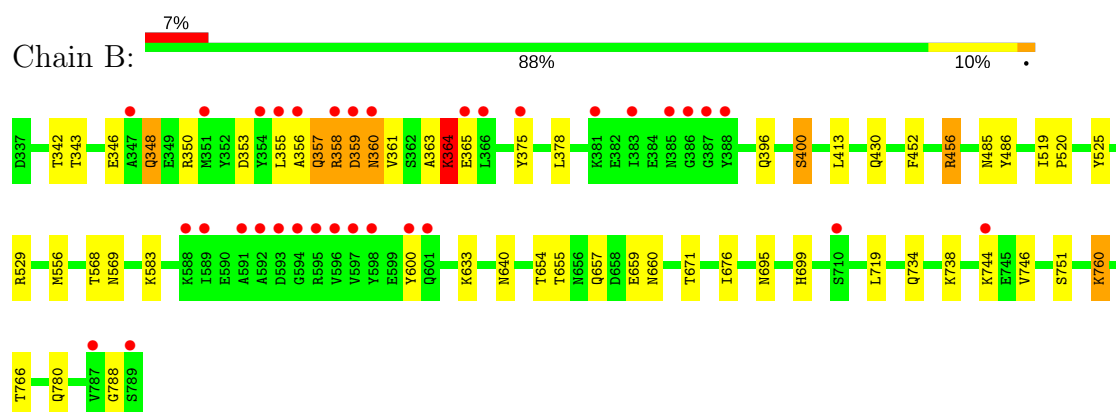 7%
Chain B:
88% 10% •
D337 T342 T343 E346 A347 Q348 E349 R350 M351 Y352 D353 Y354 L355 A356 Q357 R358 D359 N360 V361 S362 A363 K364 E365 L366 Y375 L378 K381 E382 I383 E384 N385 G386 G387 Y388 Q396 S400 L413 Q430 F452 R456 N485 Y486 I519 P520 Y525
R529 M556 T568 N569 K583 K588 I589 E590 A591 A592 D593 G594 R595 V596 V597 Y598 E599 Y600 Q601 K633 N640 T654 T655 N656 Q657 D658 E659 N660 T671 I676 N695 H699 S710 L719 Q734 K738 K744 E745 V746 S751 K760
T766 Q780 V787 G788 S789